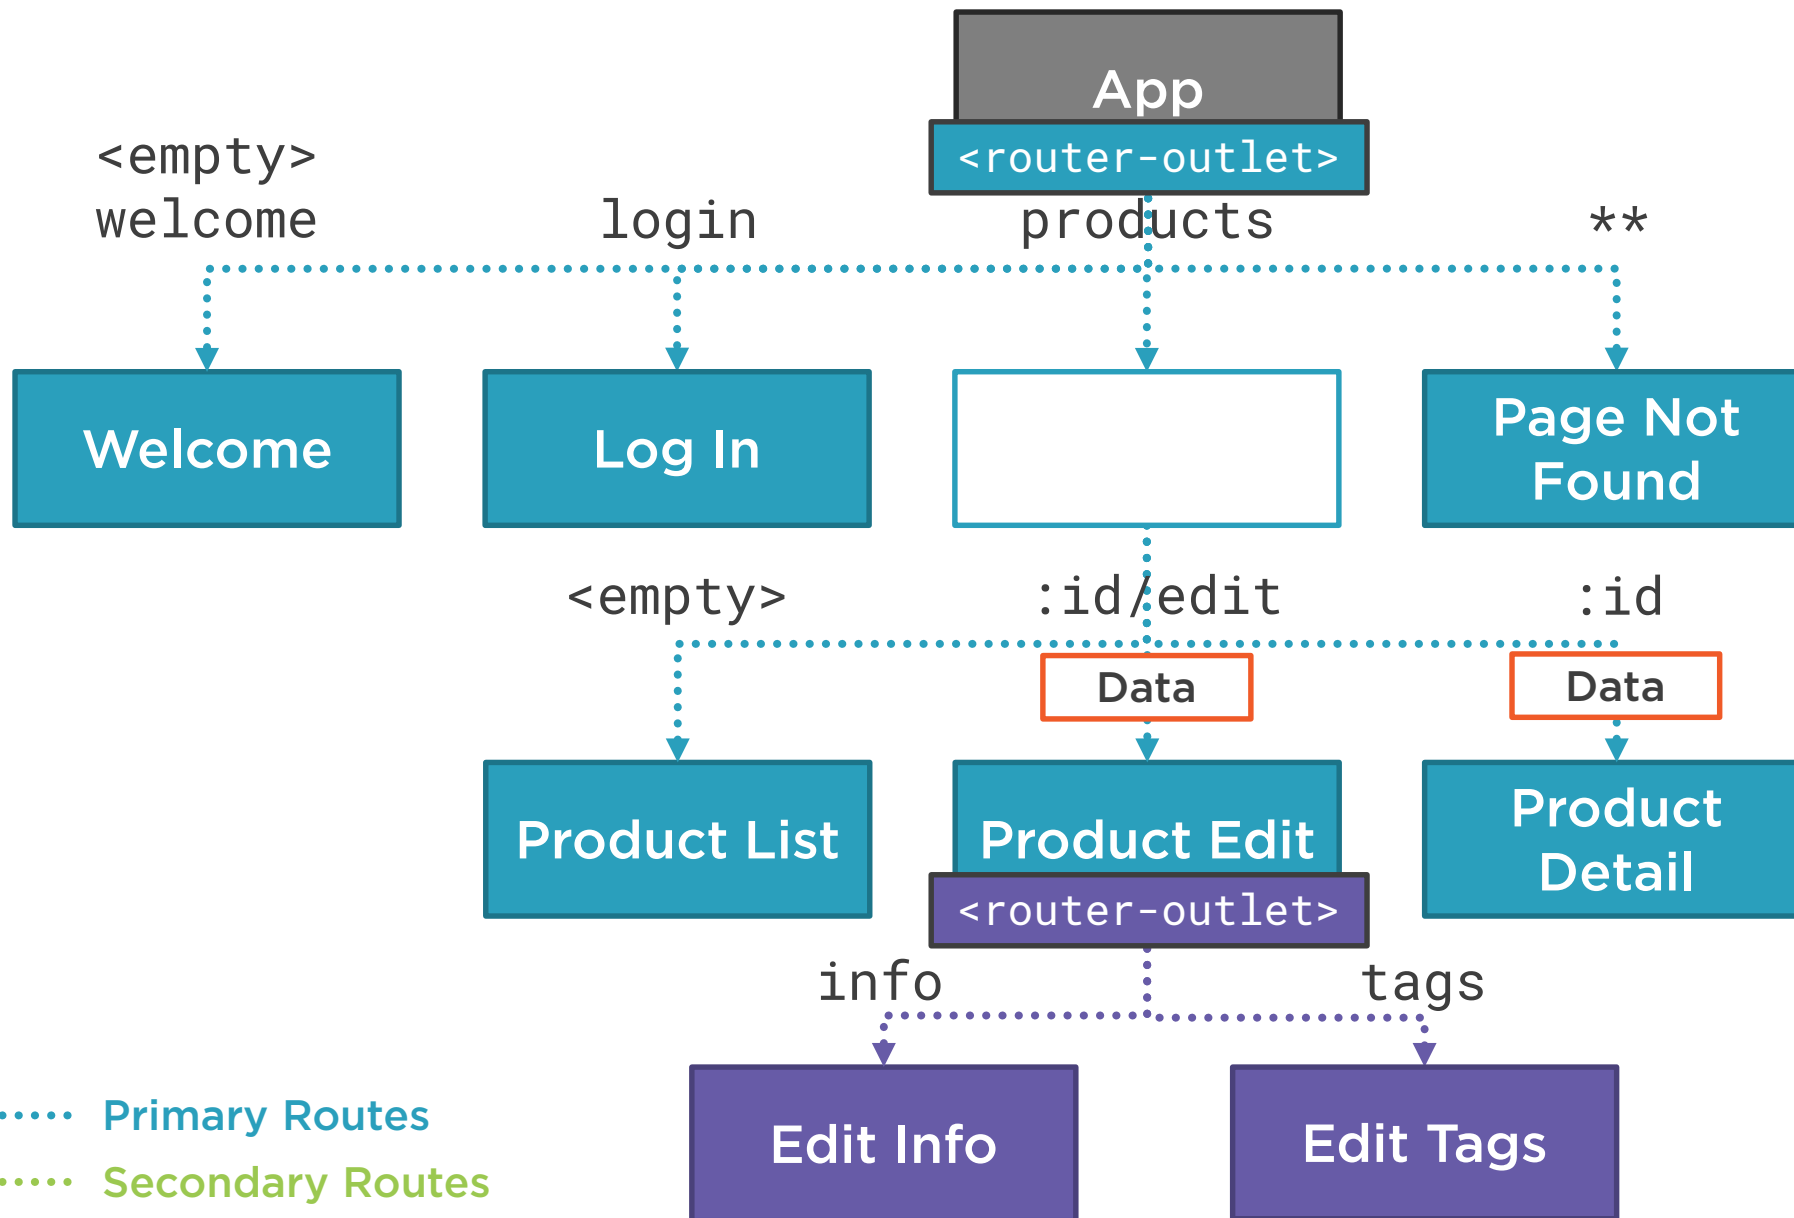 App
<router-outlet>
<empty>
welcome
login
products
**
Welcome
Log In
Page Not
Found
<empty>
:id/edit
:id
Data
Data
Product List
Product Edit
<router-outlet>
Product
Detail
info
tags
Edit Info
Edit Tags
Primary Routes
Secondary Routes